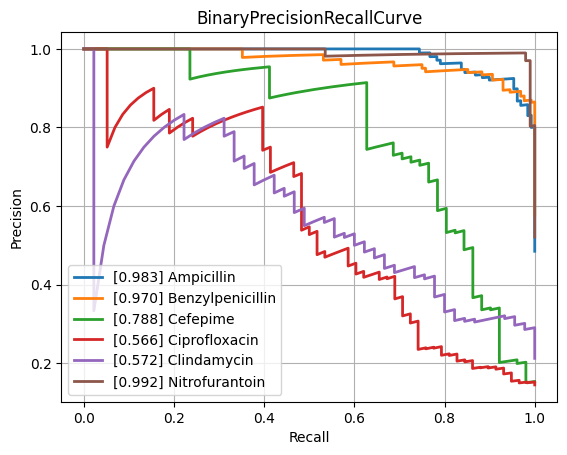 BinaryPrecisionRecallCurve
Precision
1.0
0.8
0.6
0.4
0.2
[0.983] Ampicillin
[0.970] Benzylpenicillin
[0.788] Cefepime
[0.566] Ciprofloxacin
[0.572] Clindamycin
[0.992] Nitrofurantoin
0.0 0.2 0.4 0.6 0.8 1.0
Recall